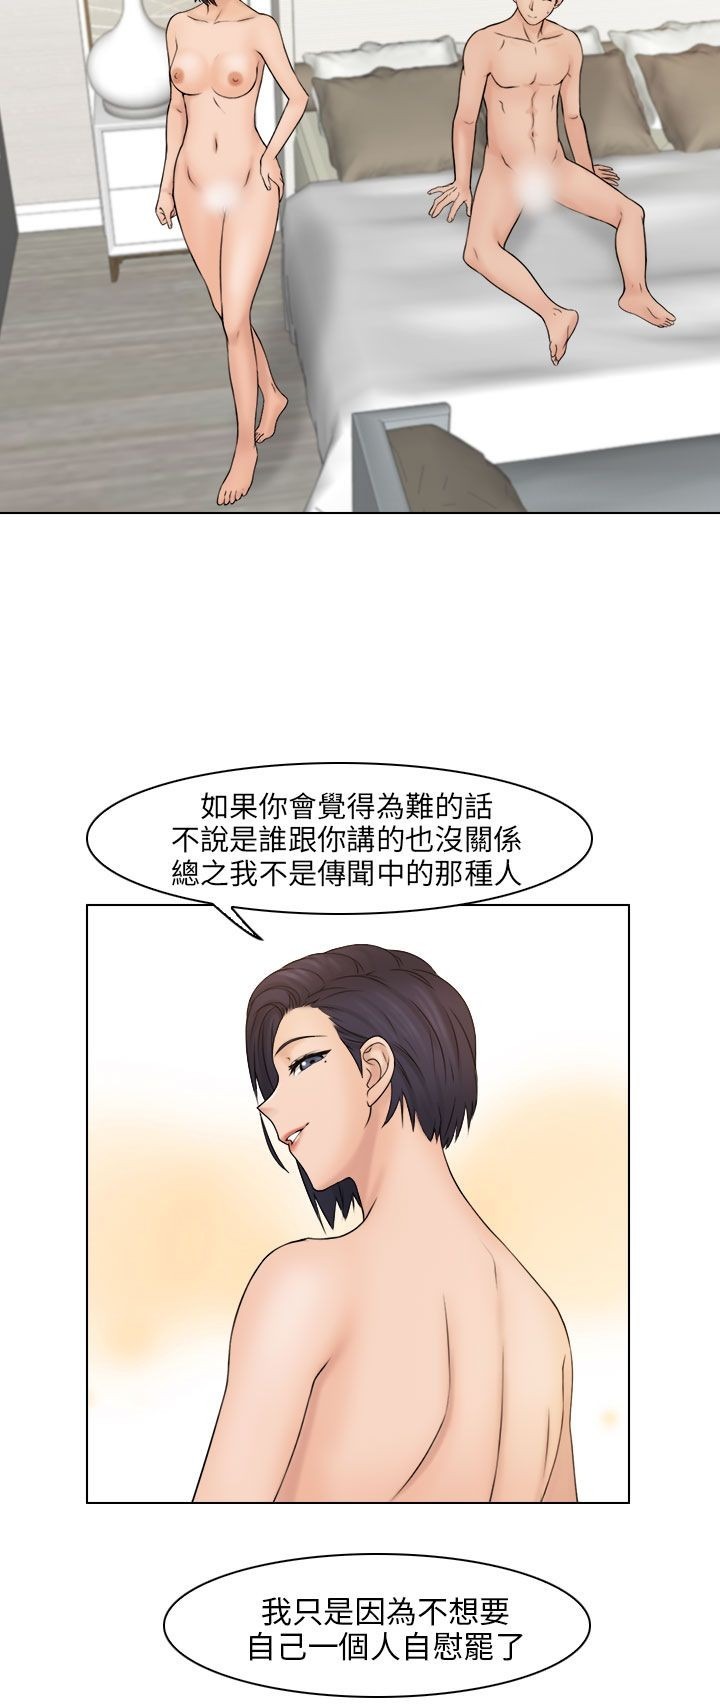 如果你會覺得為難的話
不說是誰跟你講的也沒關係
總之我不是傳聞中的那種人
我只是因為不想要
自己一個人自慰罷了